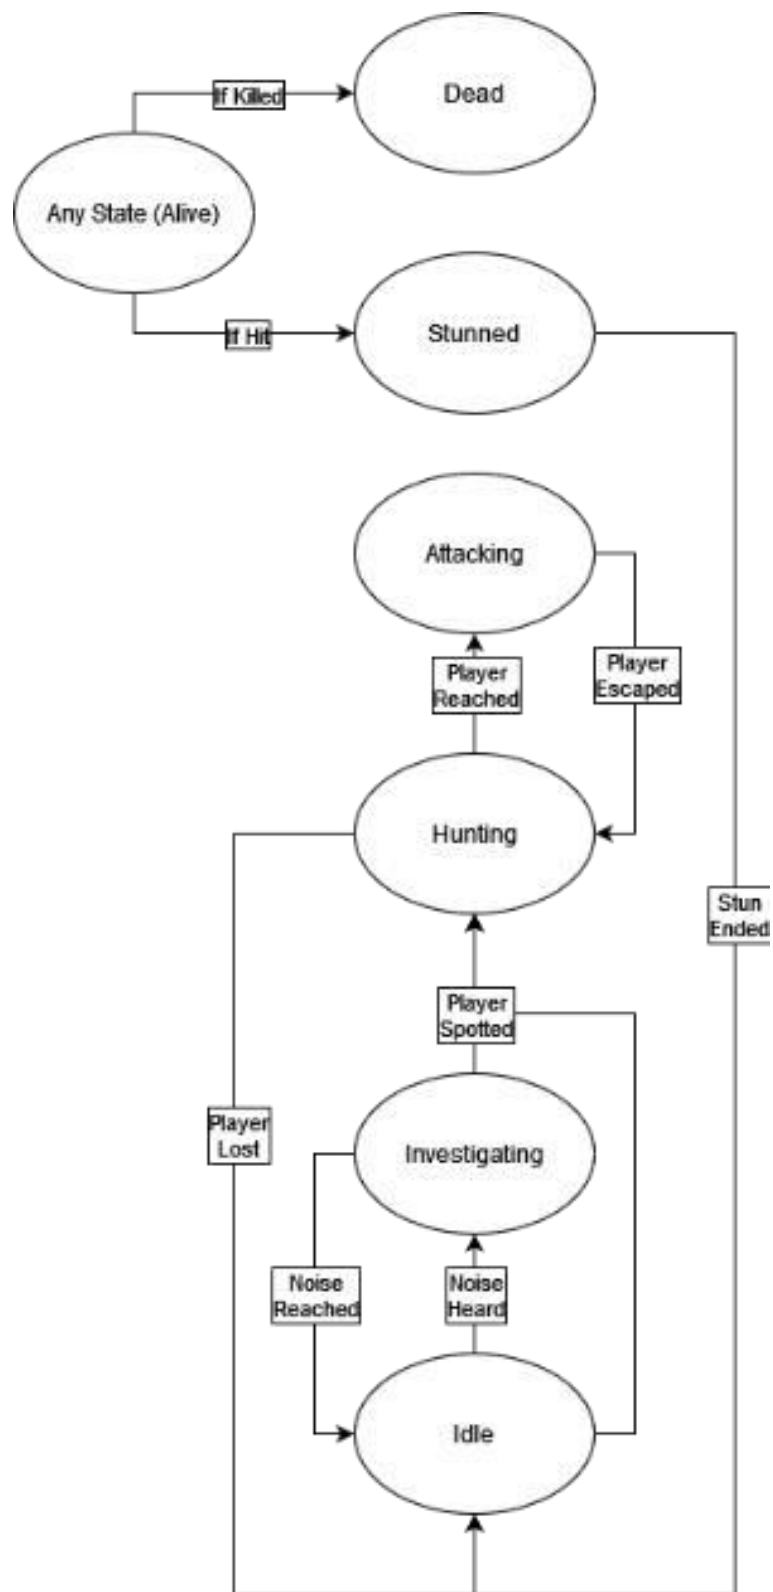 If Killed
Dead
Any State (Alive)
If Hit
Stunned
Attacking
Player
Reached
Player
Escaped
Hunting
Stun
Ended
Player
Spotted
Player
Lost
Investigating
Noise
Reached
Noise
Heard
Idle